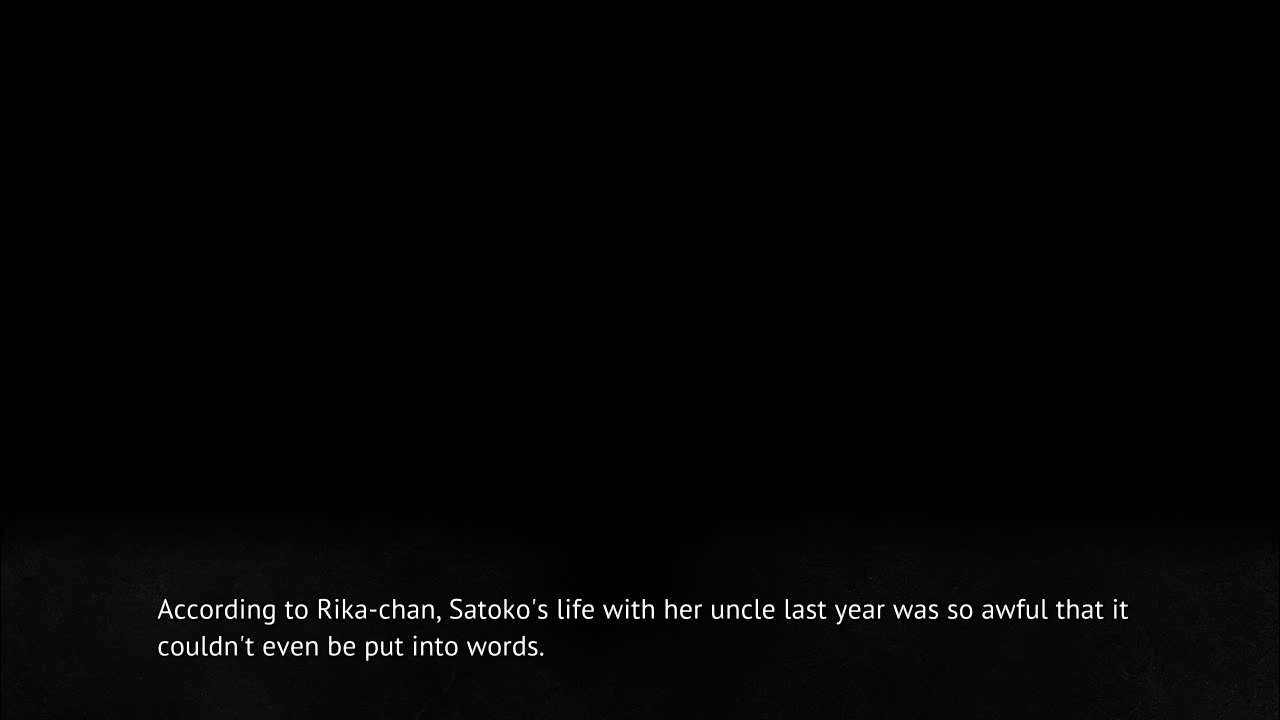 According to Rika-chan, Satoko's life with her uncle last year was so awful that it
couldn't even be put into words.